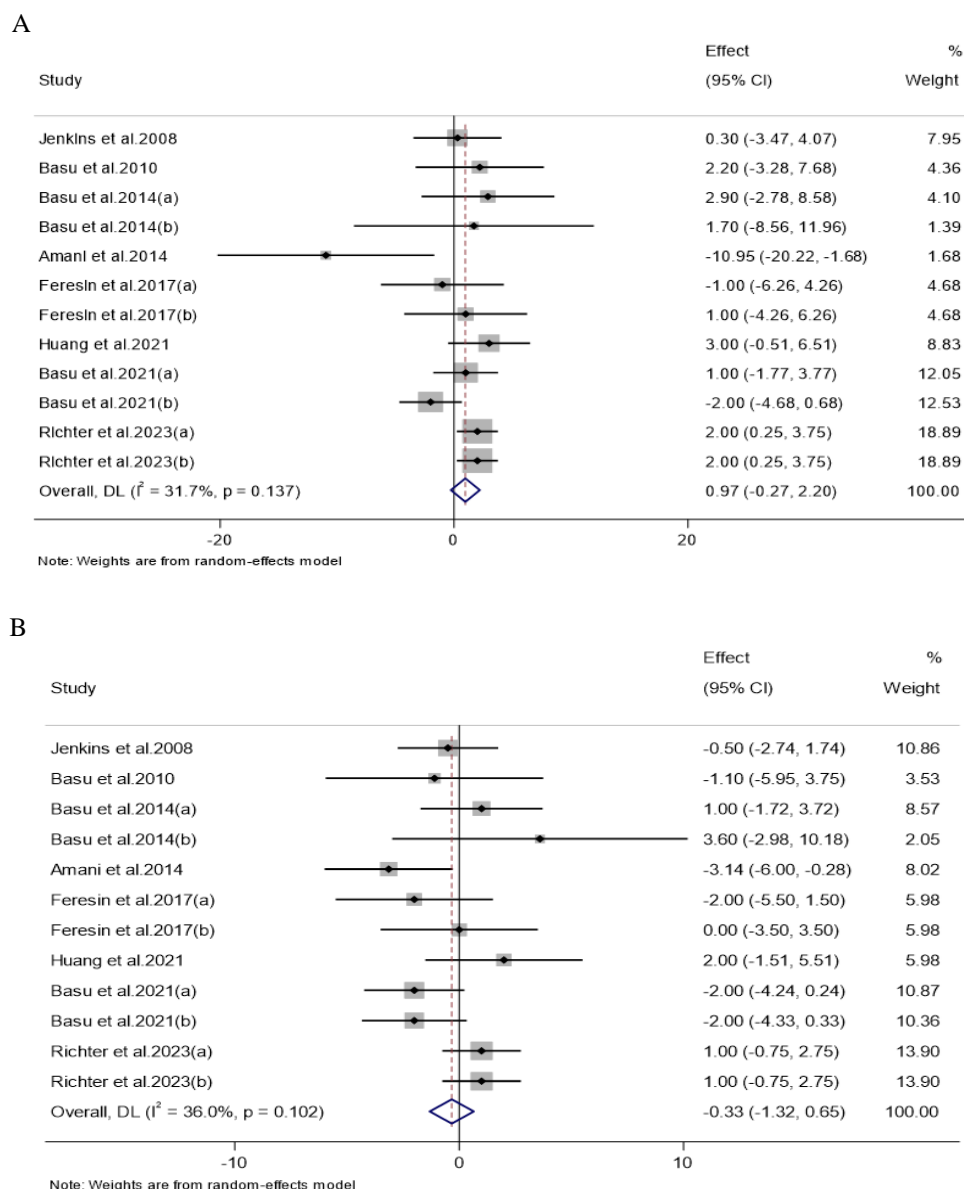 A
Effect %
Study (95% CI) Weight
Jenkins et al.2008 0.30 (-3.47, 4.07) 7.95
Basu et al.2010 2.20 (-3.28, 7.68) 4.36
Basu et al.2014(a) 2.90 (-2.78, 8.58) 4.10
Basu et al.2014(b) 1.70 (-8.56, 11.96) 1.39
Amani et al.2014 -10.95 (-20.22, -1.68) 1.68
Feresin et al.2017(a) -1.00 (-6.26, 4.26) 4.68
Feresin et al.2017(b) 1.00 (-4.26, 6.26) 4.68
Huang et al.2021 3.00 (-0.51, 6.51) 8.83
Basu et al.2021(a) 1.00 (-1.77, 3.77) 12.05
Basu et al.2021(b) -2.00 (-4.68, 0.68) 12.53
Richter et al.2023(a) 2.00 (0.25, 3.75) 18.89
Richter et al.2023(b) 2.00 (0.25, 3.75) 18.89
Overall, DL (I² = 31.7%, p = 0.137) 0.97 (-0.27, 2.20) 100.00
-20 0 20
Note: Weights are from random-effects model
B
Effect %
Study (95% CI) Weight
Jenkins et al.2008 -0.50 (-2.74, 1.74) 10.86
Basu et al.2010 -1.10 (-5.95, 3.75) 3.53
Basu et al.2014(a) 1.00 (-1.72, 3.72) 8.57
Basu et al.2014(b) 3.60 (-2.98, 10.18) 2.05
Amani et al.2014 -3.14 (-6.00, -0.28) 8.02
Feresin et al.2017(a) -2.00 (-5.50, 1.50) 5.98
Feresin et al.2017(b) 0.00 (-3.50, 3.50) 5.98
Huang et al.2021 2.00 (-1.51, 5.51) 5.98
Basu et al.2021(a) -2.00 (-4.24, 0.24) 10.87
Basu et al.2021(b) -2.00 (-4.33, 0.33) 10.36
Richter et al.2023(a) 1.00 (-0.75, 2.75) 13.90
Richter et al.2023(b) 1.00 (-0.75, 2.75) 13.90
Overall, DL (I² = 36.0%, p = 0.102) -0.33 (-1.32, 0.65) 100.00
-10 0 10
Note: Weights are from random-effects model